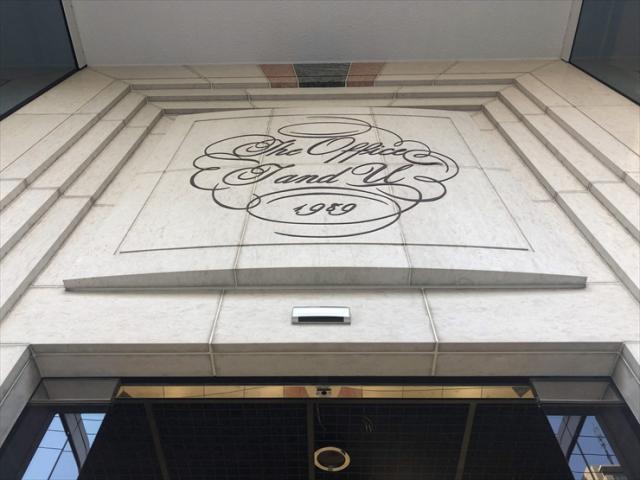 The Office
T and U
1989